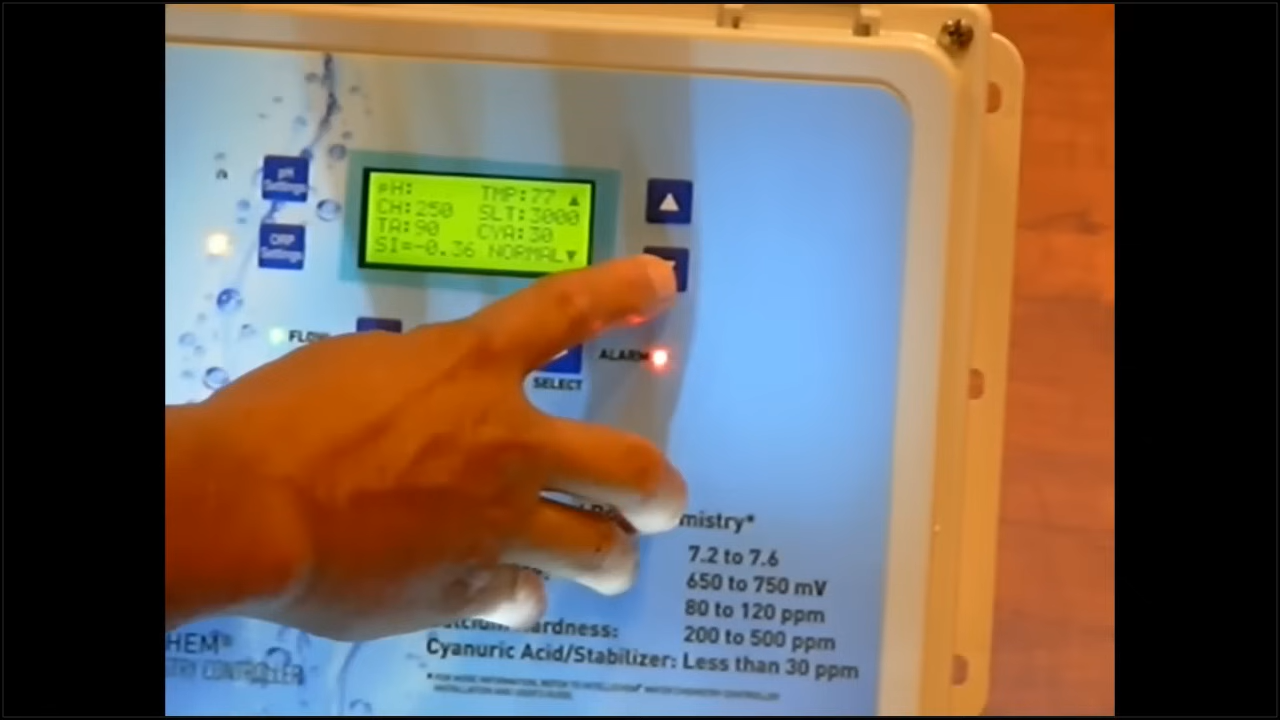 pH
Settings
ORP
Settings
pH: TMP:77 ▲
CH:250 SLT:3000
TA:90 CYA:30
SI=-0.36 NORMAL▼
ALARM
SELECT
mistry*
7.2 to 7.6
650 to 750 mV
80 to 120 ppm
Hardness: 200 to 500 ppm
Cyanuric Acid/Stabilizer: Less than 30 ppm
HEM®
CONTROLLER